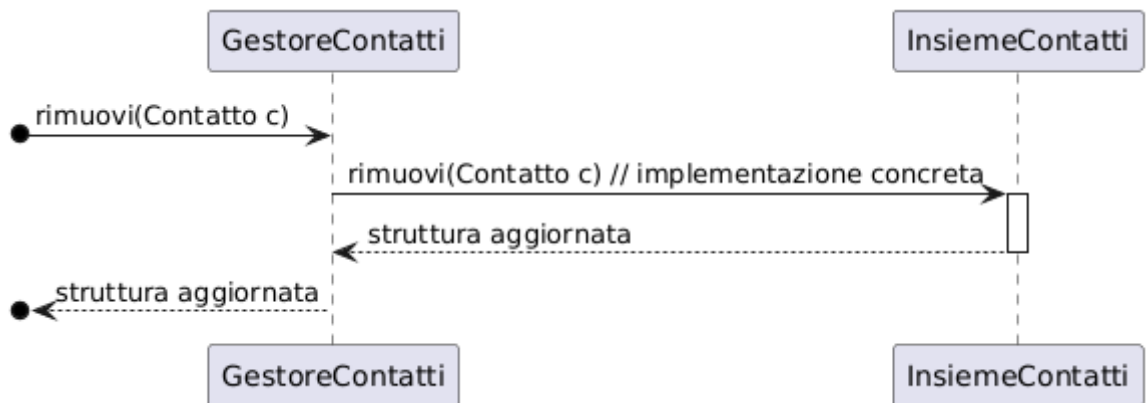 GestoreContatti
InsiemeContatti
rimuovi(Contatto c)
rimuovi(Contatto c) // implementazione concreta
struttura aggiornata
struttura aggiornata
GestoreContatti
InsiemeContatti